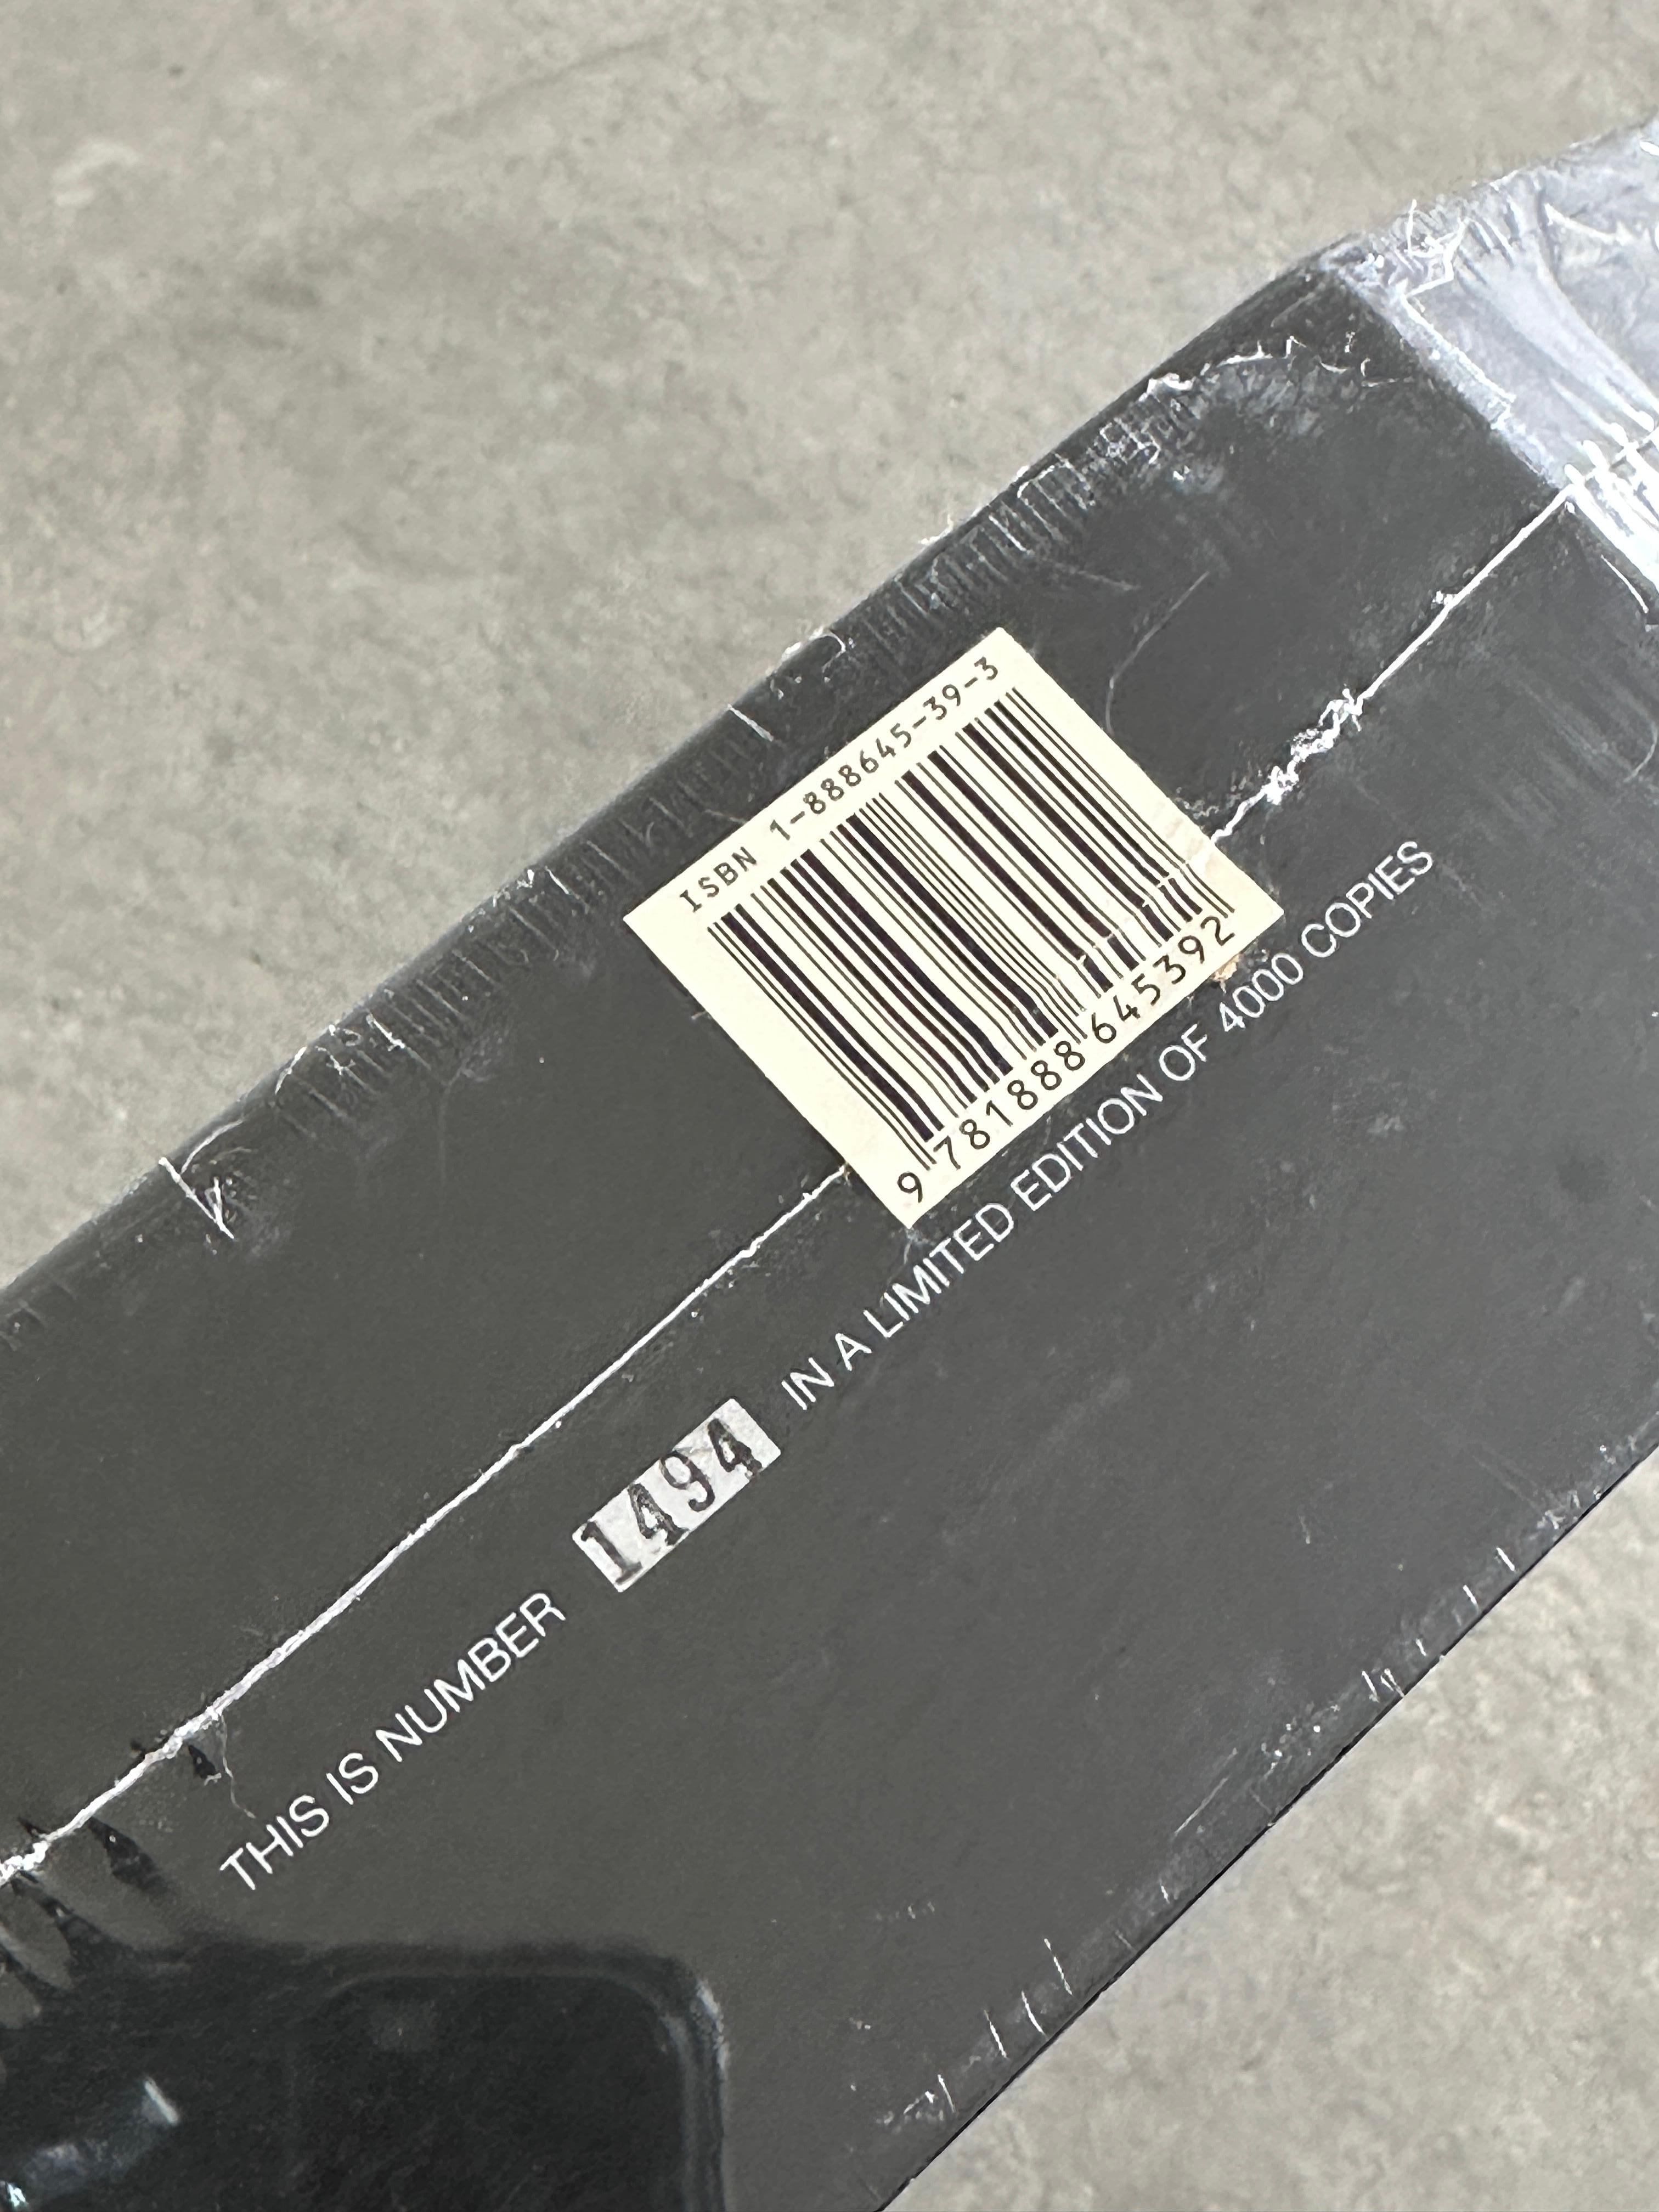 ISBN 1-888645-39-3
9 781888 645392
THIS IS NUMBER 1494 IN A LIMITED EDITION OF 4000 COPIES